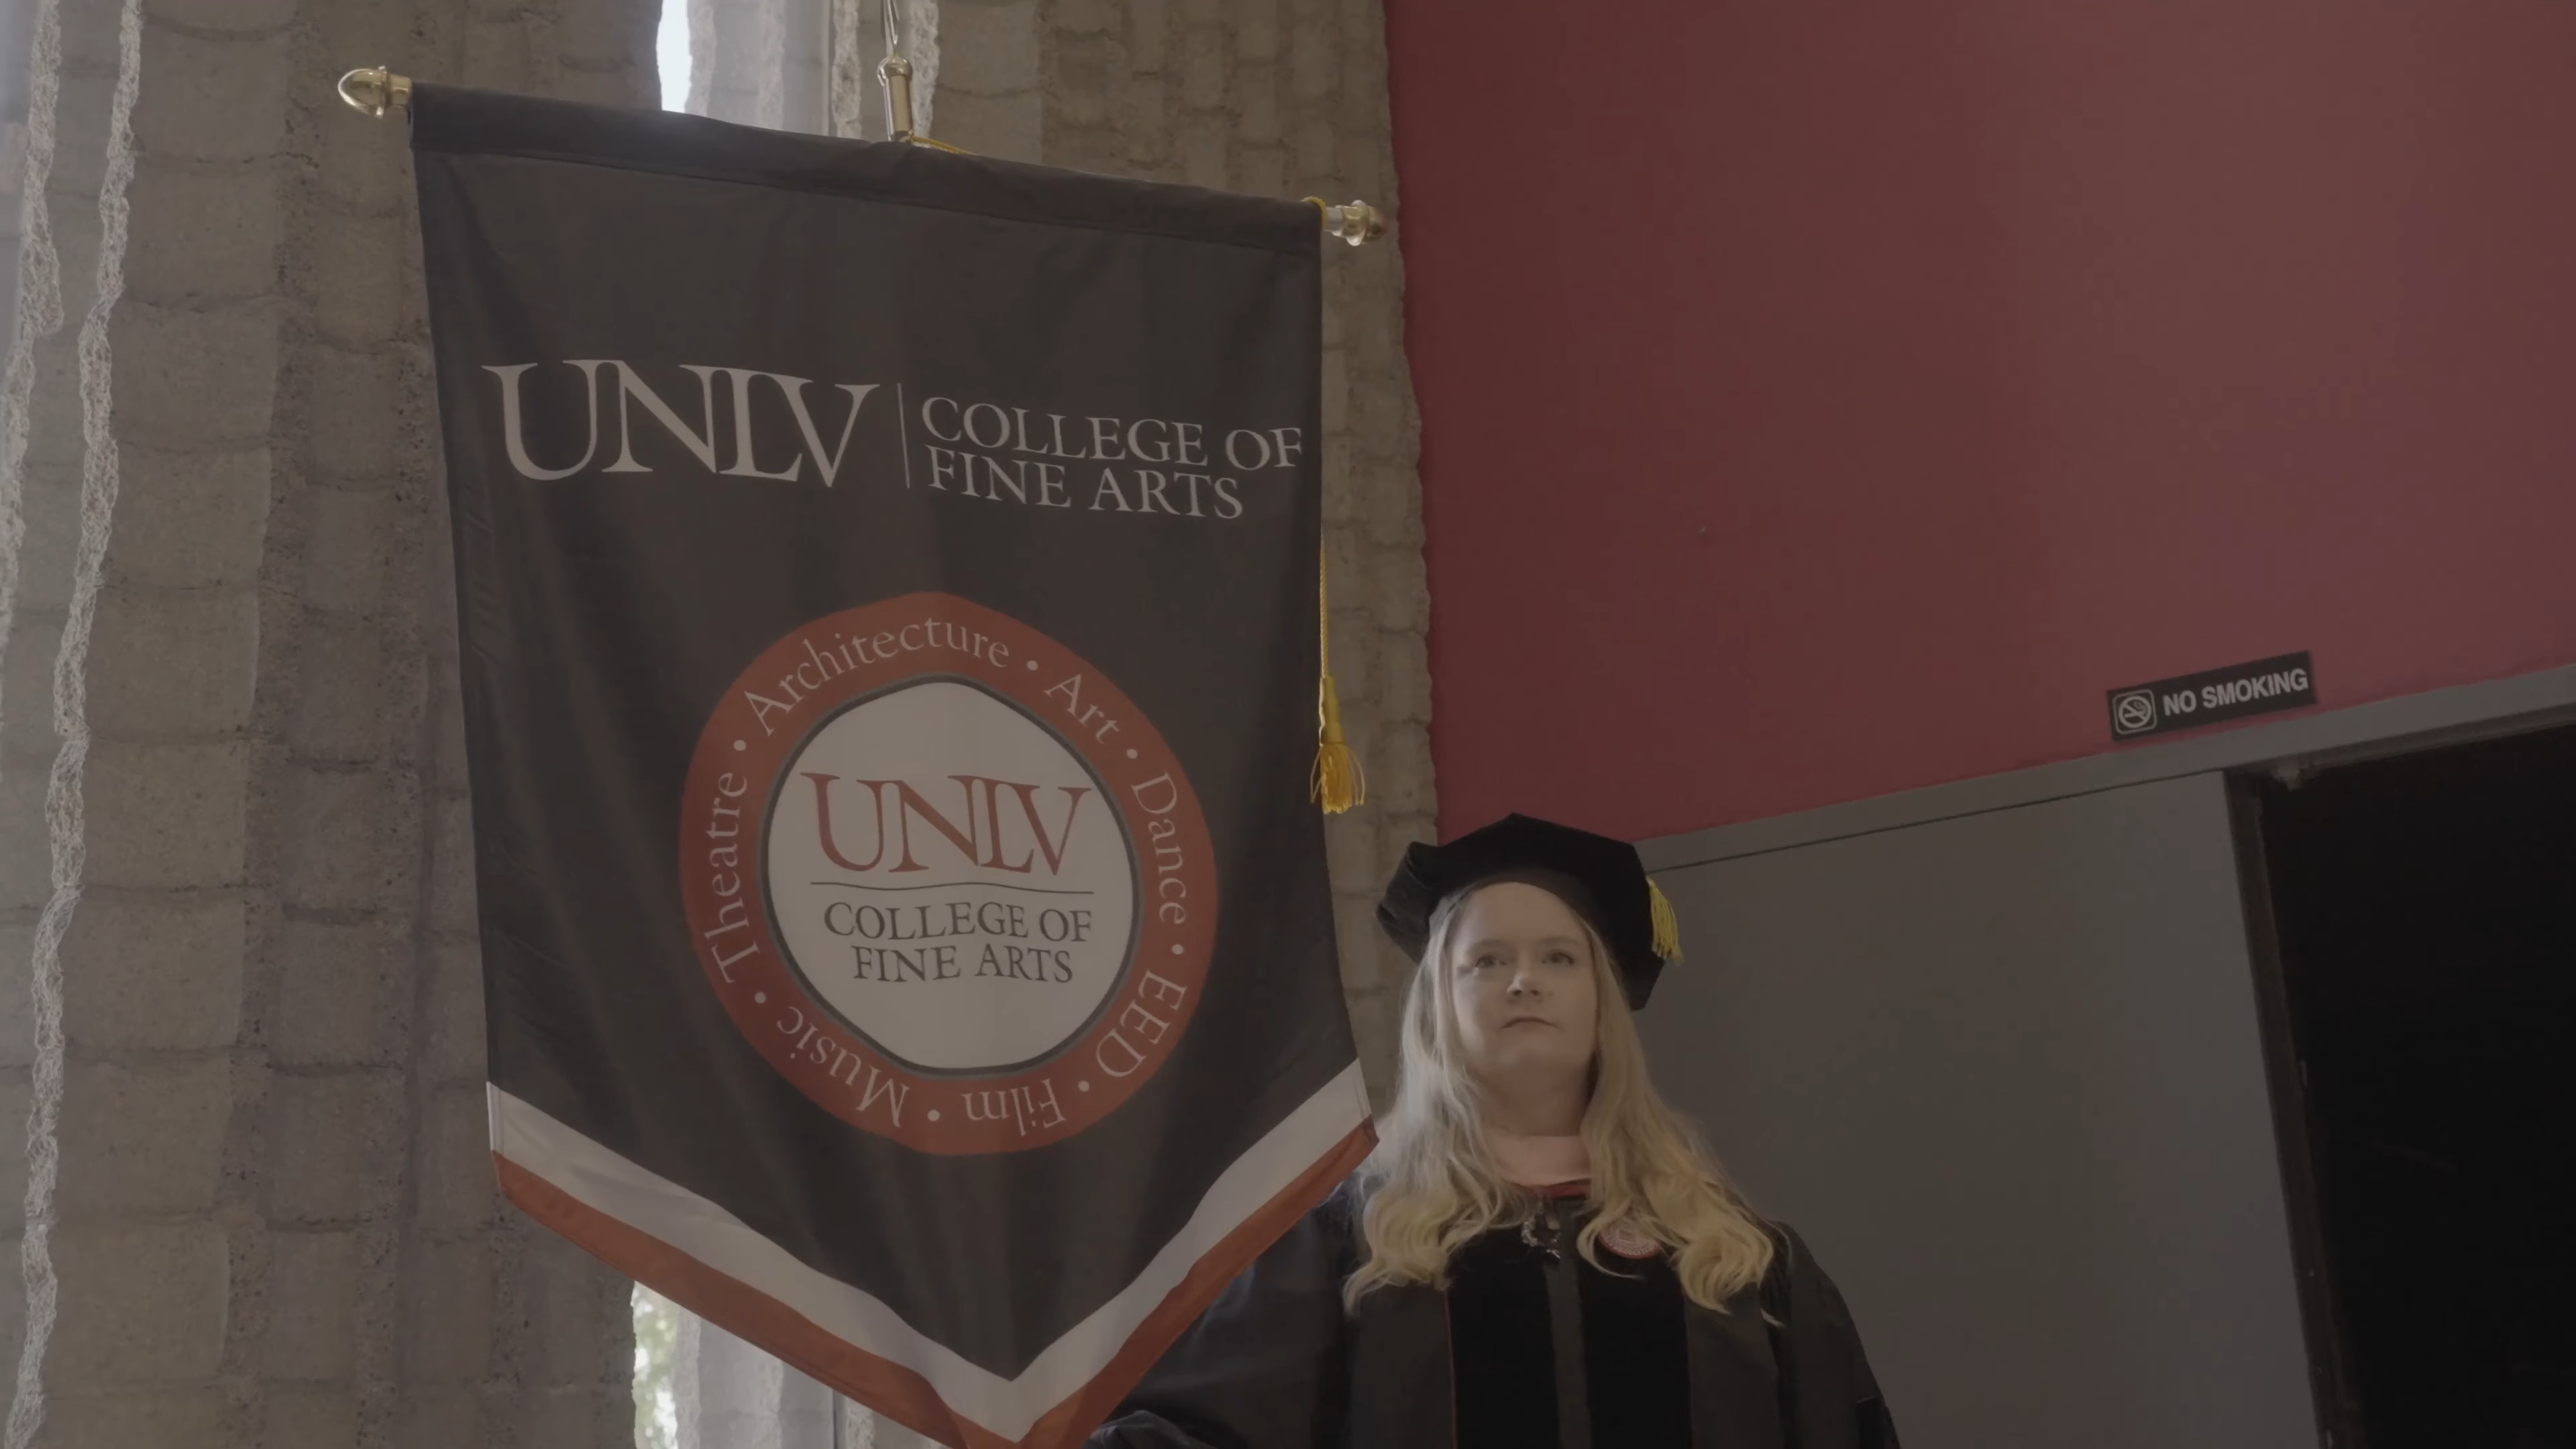 UNLV
COLLEGE OF
FINE ARTS
Architecture • Art • Dance • EED • Film • Music • Theatre •
UNLV
COLLEGE OF
FINE ARTS
NO SMOKING